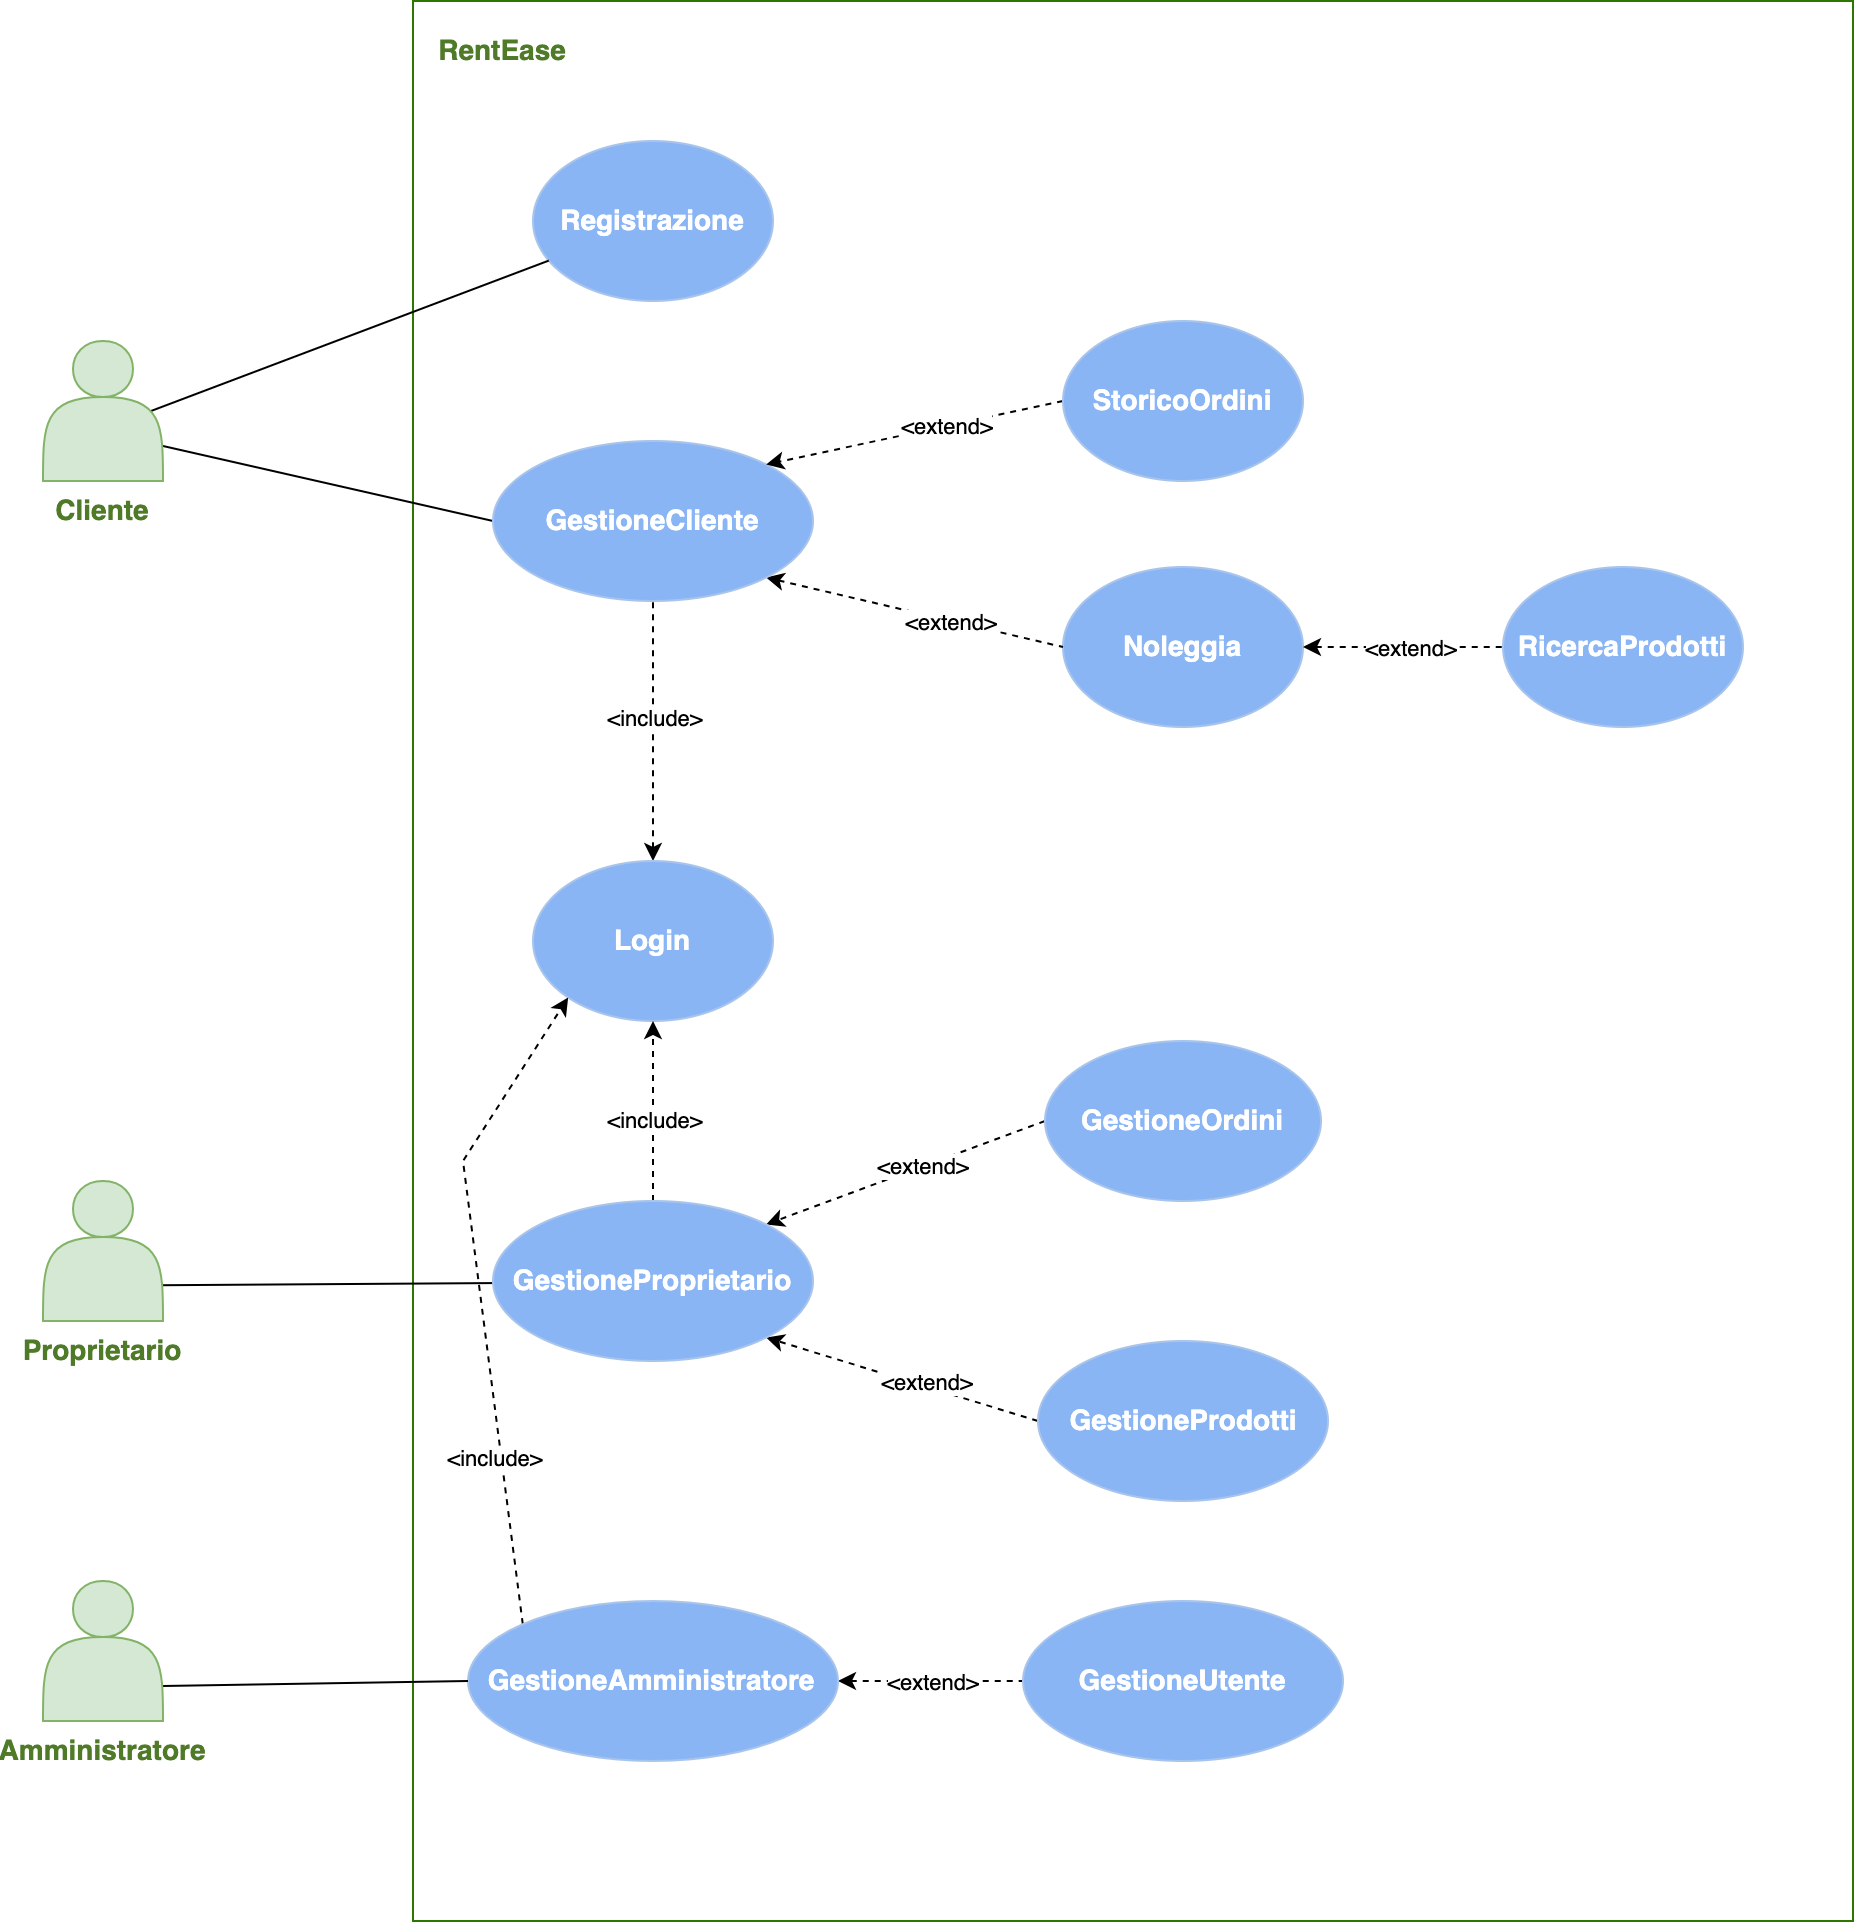 RentEase
Registrazione
StoricoOrdini
<extend>
Cliente
GestioneCliente
<extend>
Noleggia
<extend>
RicercaProdotti
<include>
Login
<include>
GestioneOrdini
<extend>
Proprietario
GestioneProprietario
<extend>
GestioneProdotti
<include>
Amministratore
GestioneAmministratore
<extend>
GestioneUtente